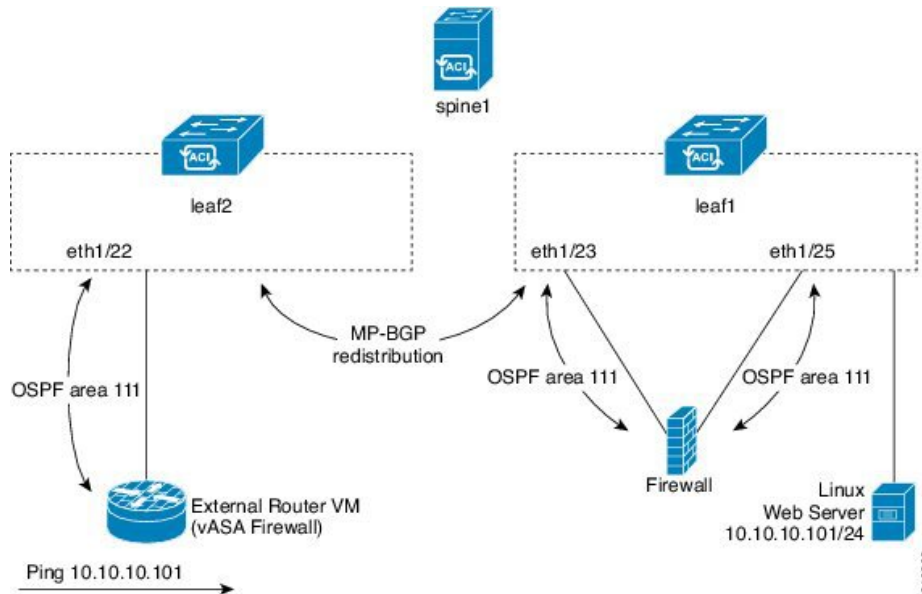 ACI
spine1
ACI
leaf2
ACI
leaf1
eth1/22
eth1/23
eth1/25
MP-BGP
redistribution
OSPF area 111
OSPF area 111
OSPF area 111
External Router VM
(vASA Firewall)
Firewall
Linux
Web Server
10.10.10.101/24
Ping 10.10.10.101